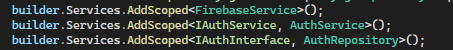 builder.Services.AddScoped<FirebaseService>();
builder.Services.AddScoped<IAuthService, AuthService>();
builder.Services.AddScoped<IAuthInterface, AuthRepository>();